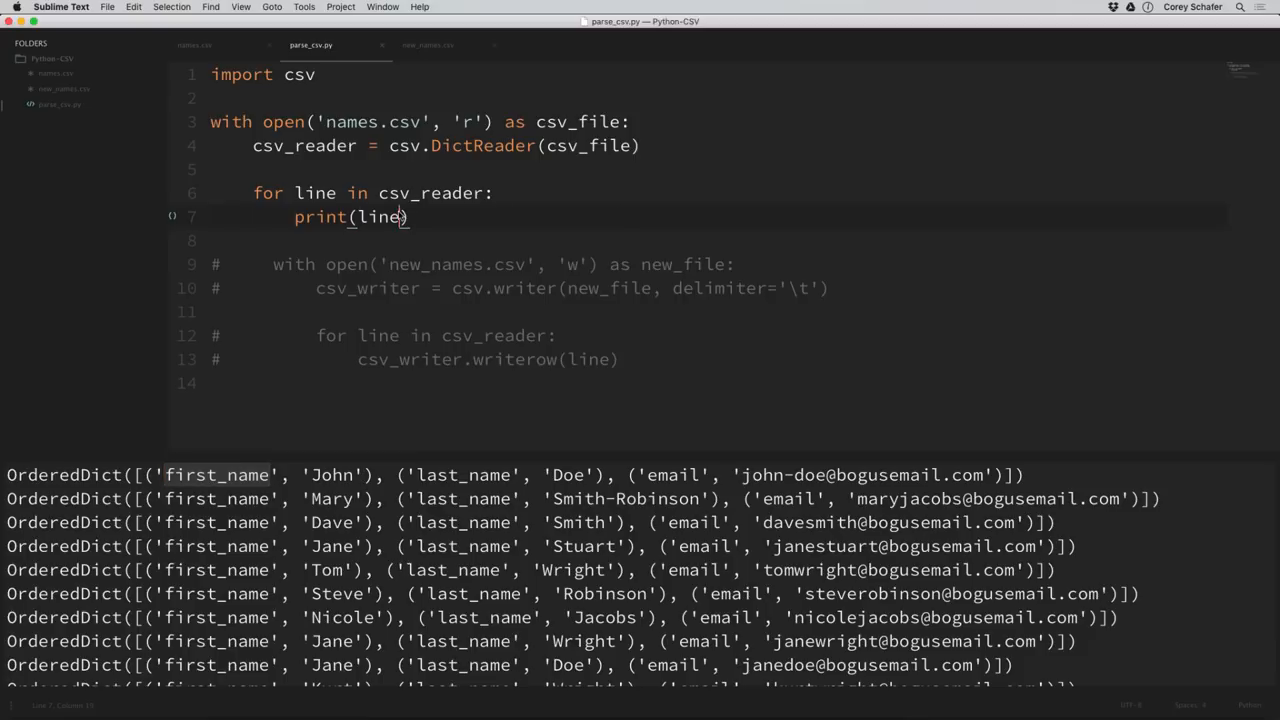 Sublime Text File Edit Selection Find View Goto Tools Project Window Help Corey Schafer
parse_csv.py — Python-CSV
FOLDERS
Python-CSV
names.csv
new_names.csv
parse_csv.py
names.csv parse_csv.py new_names.csv
1 import csv
2
3 with open('names.csv', 'r') as csv_file:
4 csv_reader = csv.DictReader(csv_file)
5
6 for line in csv_reader:
7 print(line)
8
9 # with open('new_names.csv', 'w') as new_file:
10 # csv_writer = csv.writer(new_file, delimiter='\t')
11
12 # for line in csv_reader:
13 # csv_writer.writerow(line)
14
OrderedDict([('first_name', 'John'), ('last_name', 'Doe'), ('email', 'john-doe@bogusemail.com')])
OrderedDict([('first_name', 'Mary'), ('last_name', 'Smith-Robinson'), ('email', 'maryjacobs@bogusemail.com')])
OrderedDict([('first_name', 'Dave'), ('last_name', 'Smith'), ('email', 'davesmith@bogusemail.com')])
OrderedDict([('first_name', 'Jane'), ('last_name', 'Stuart'), ('email', 'janestuart@bogusemail.com')])
OrderedDict([('first_name', 'Tom'), ('last_name', 'Wright'), ('email', 'tomwright@bogusemail.com')])
OrderedDict([('first_name', 'Steve'), ('last_name', 'Robinson'), ('email', 'steverobinson@bogusemail.com')])
OrderedDict([('first_name', 'Nicole'), ('last_name', 'Jacobs'), ('email', 'nicolejacobs@bogusemail.com')])
OrderedDict([('first_name', 'Jane'), ('last_name', 'Wright'), ('email', 'janewright@bogusemail.com')])
OrderedDict([('first_name', 'Jane'), ('last_name', 'Doe'), ('email', 'janedoe@bogusemail.com')])
OrderedDict([('first_name', 'Kurt'), ('last_name', 'Wright'), ('email', 'kurtwright@bogusemail.com')])
UTF-8 Spaces: 4 Python